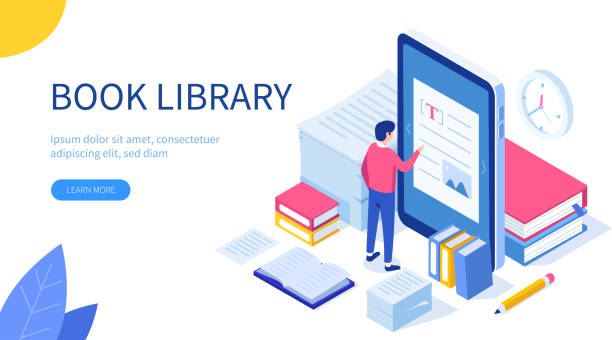 BOOK LIBRARY
Ipsum dolor sit amet, consectetuer
adipiscing elit, sed diam
LEARN MORE
[T]